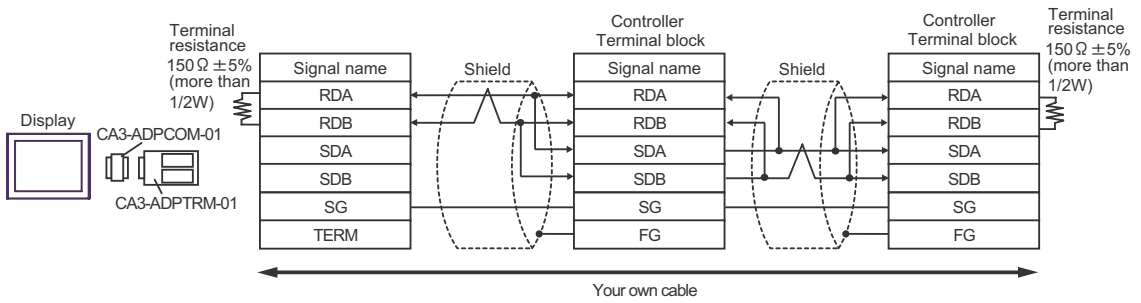 Display
CA3-ADPCOM-01
CA3-ADPTRM-01
Terminal
resistance
150 Ω ±5%
(more than
1/2W)
Signal name
RDA
RDB
SDA
SDB
SG
TERM
Shield
Controller
Terminal block
Signal name
RDA
RDB
SDA
SDB
SG
FG
Shield
Controller
Terminal block
Signal name
RDA
RDB
SDA
SDB
SG
FG
Terminal
resistance
150 Ω ±5%
(more than
1/2W)
Your own cable